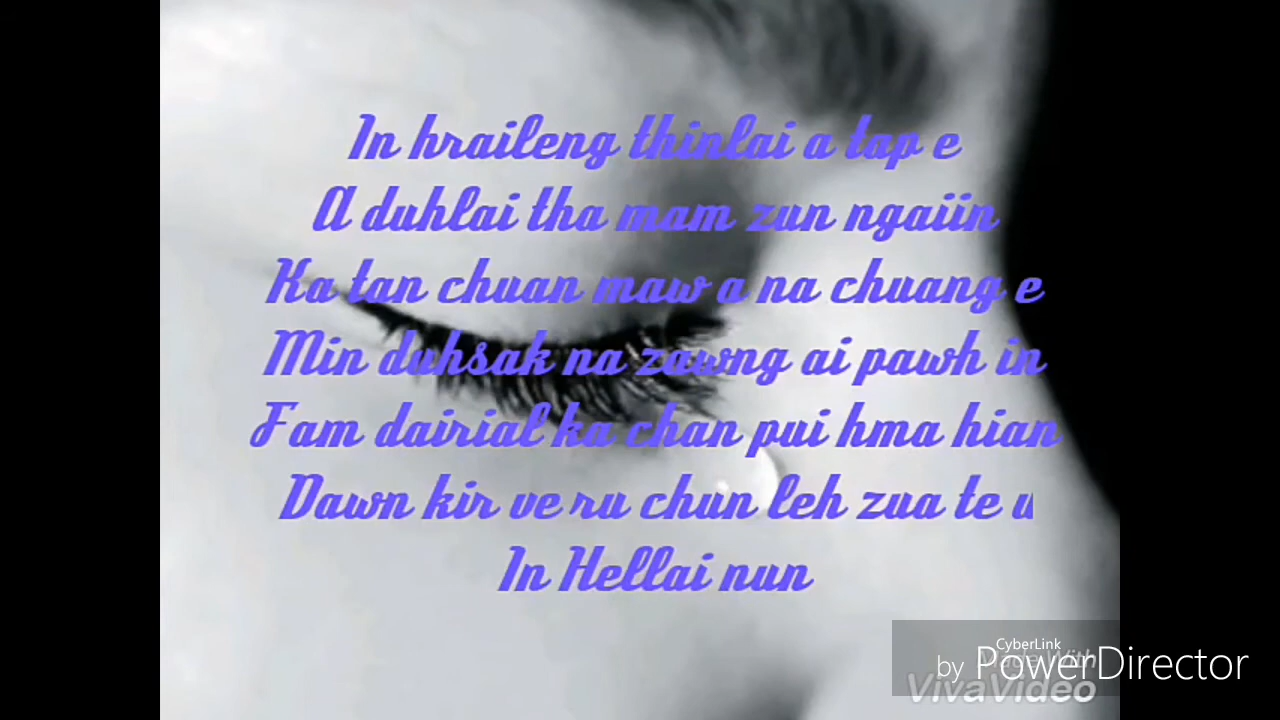 In hraileng thinlai a tap e
A duhlai tha mam zun ngaiin
Ka tan chuan maw a na chuang e
Min duhsak na zawng ai pawh in
Fam dairial ka chan pui hma hian
Dawn kir ve ru chun leh zua te u
In Hellai nun
CyberLink
by PowerDirector
Made With
VivaVideo